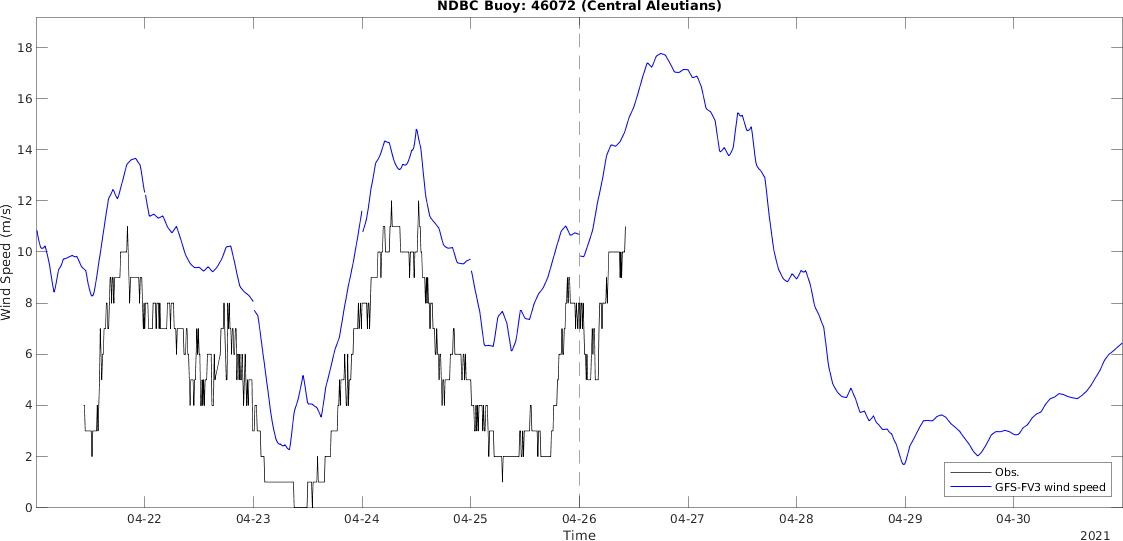 NDBC Buoy: 46072 (Central Aleutians)
18
16
14
12
10
8
6
4
2
0
Wind Speed (m/s)
04-22 04-23 04-24 04-25 04-26 04-27 04-28 04-29 04-30
Time
2021
Obs.
GFS-FV3 wind speed